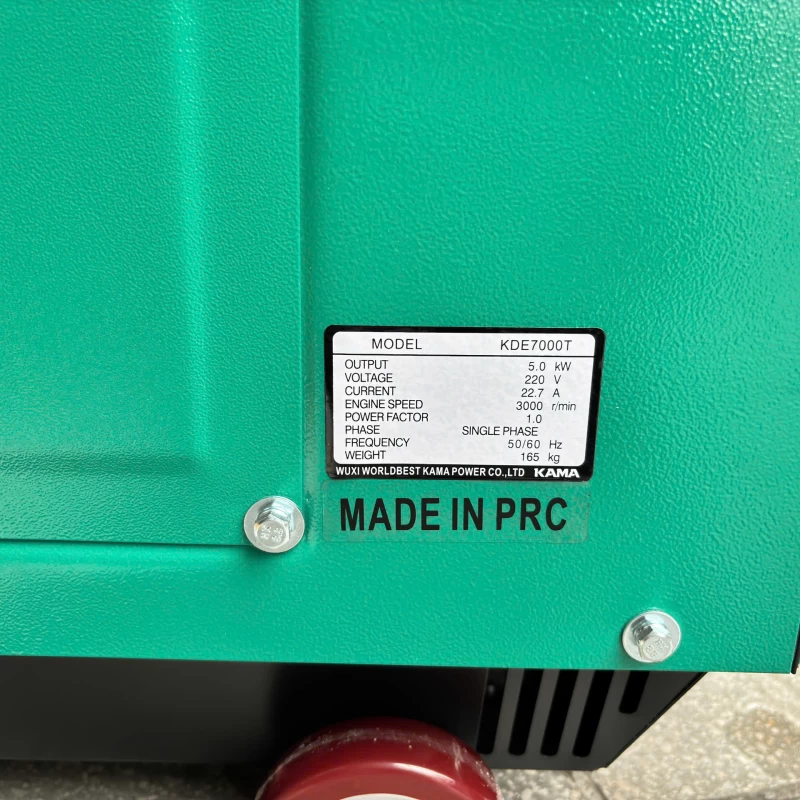 MODEL KDE7000T
OUTPUT 5.0 kW
VOLTAGE 220 V
CURRENT 22.7 A
ENGINE SPEED 3000 r/min
POWER FACTOR 1.0
PHASE SINGLE PHASE
FREQUENCY 50/60 Hz
WEIGHT 165 kg
WUXI WORLDBEST KAMA POWER CO.,LTD KAMA
MADE IN PRC